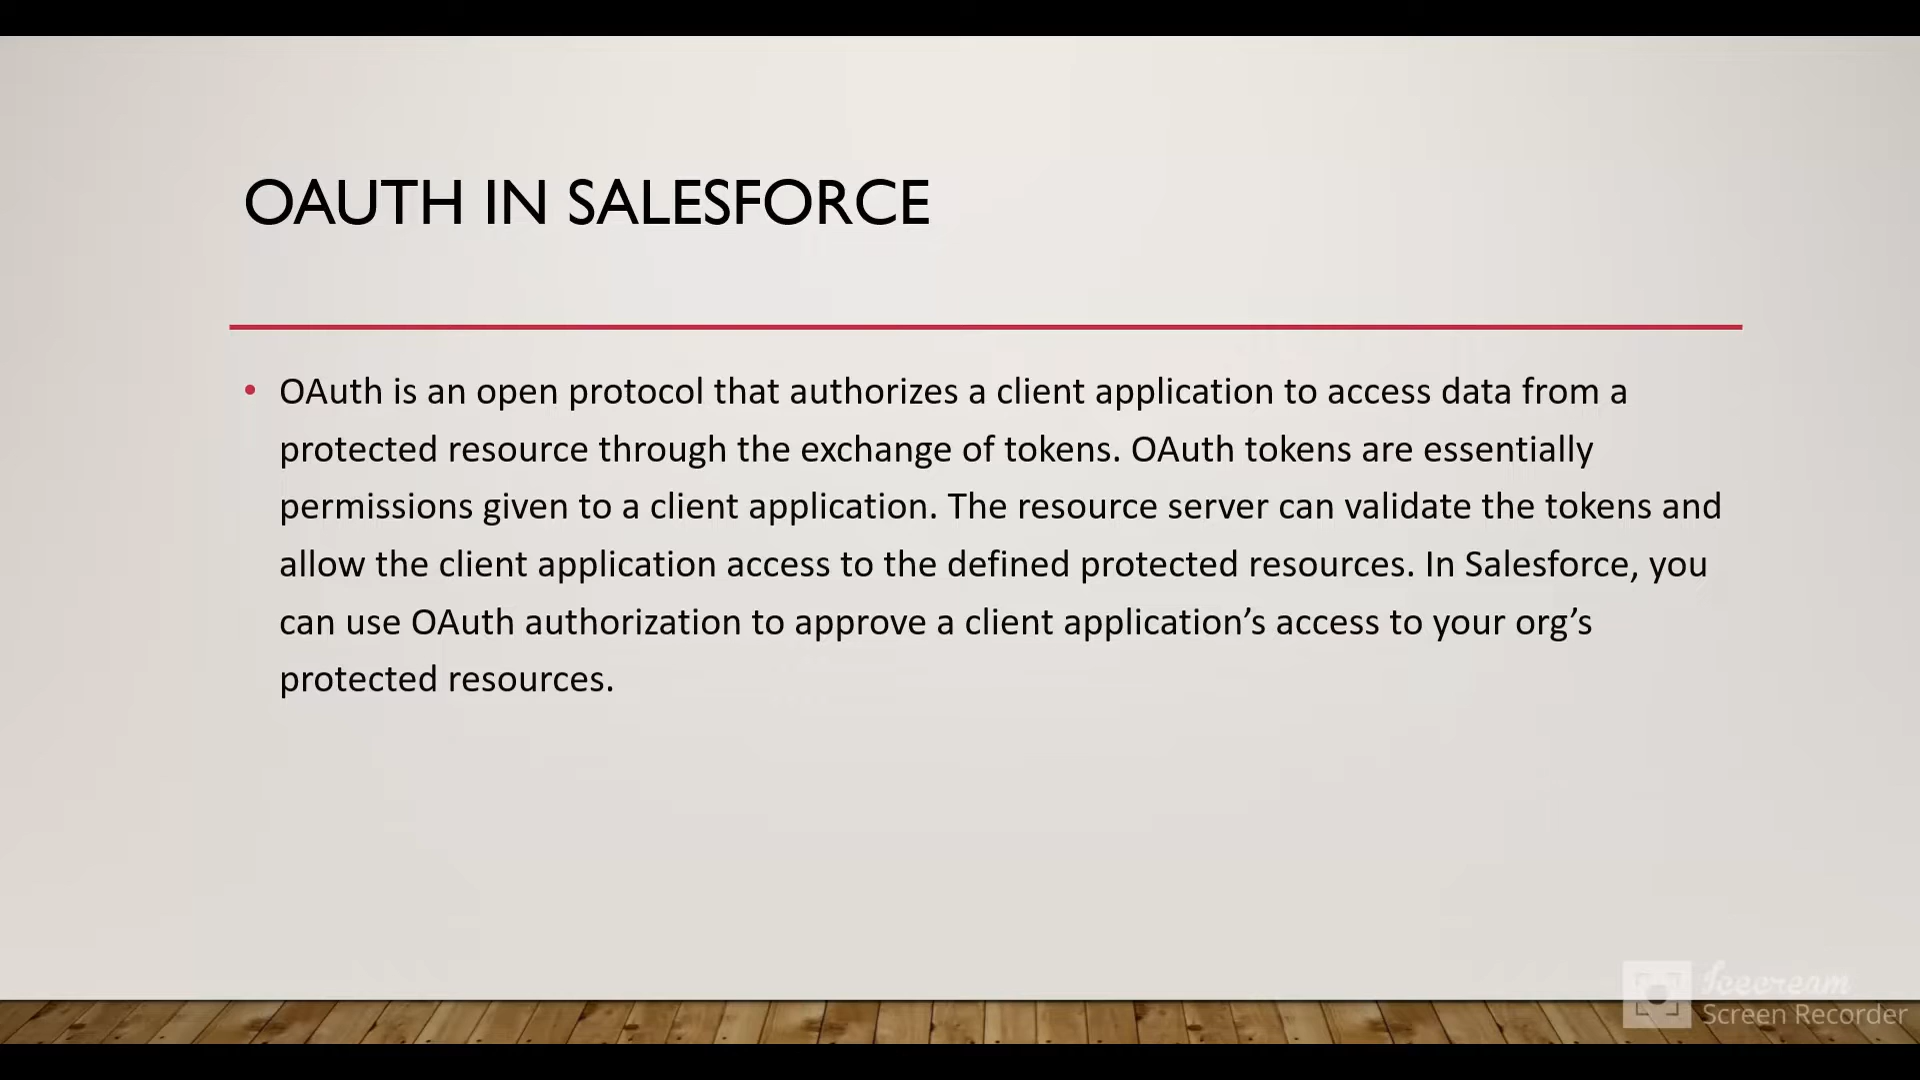 OAUTH IN SALESFORCE
• OAuth is an open protocol that authorizes a client application to access data from a
protected resource through the exchange of tokens. OAuth tokens are essentially
permissions given to a client application. The resource server can validate the tokens and
allow the client application access to the defined protected resources. In Salesforce, you
can use OAuth authorization to approve a client application’s access to your org’s
protected resources.
Icecream
Screen Recorder